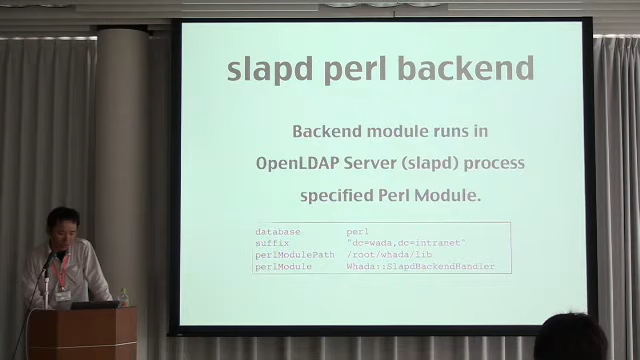 slapd perl backend
Backend module runs in
OpenLDAP Server (slapd) process
specified Perl Module.
database perl
suffix "dc=wada,dc=intranet"
perlModulePath /root/whada/lib
perlModule Whada::SlapdBackendHandler